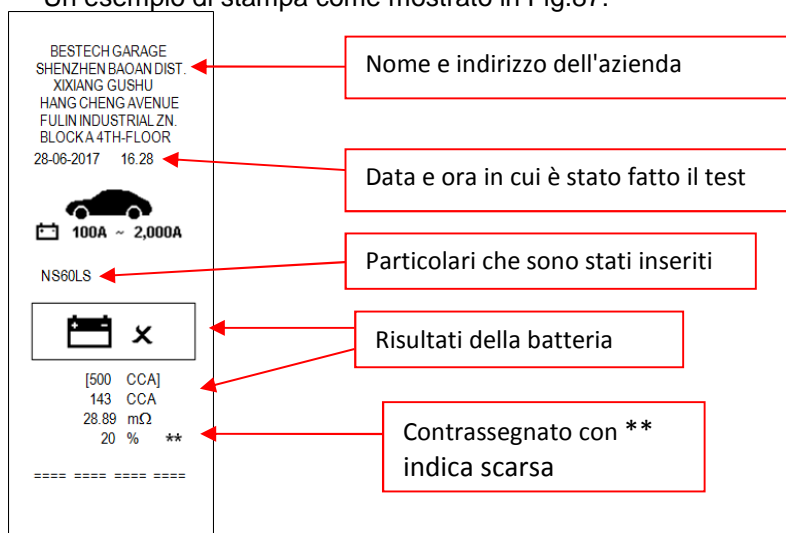 Un esempio di stampa come mostrato in Fig.87.
BESTECH GARAGE
SHENZHEN BAOAN DIST.
XIXIANG GUSHU
HANG CHENG AVENUE
FULIN INDUSTRIAL ZN.
BLOCK A 4TH-FLOOR
28-06-2017 16.28
100A ~ 2,000A
NS60LS
x
[500 CCA]
143 CCA
28.89 mΩ
20 % **
==== ==== ==== ====
Nome e indirizzo dell'azienda
Data e ora in cui è stato fatto il test
Particolari che sono stati inseriti
Risultati della batteria
Contrassegnato con **
indica scarsa